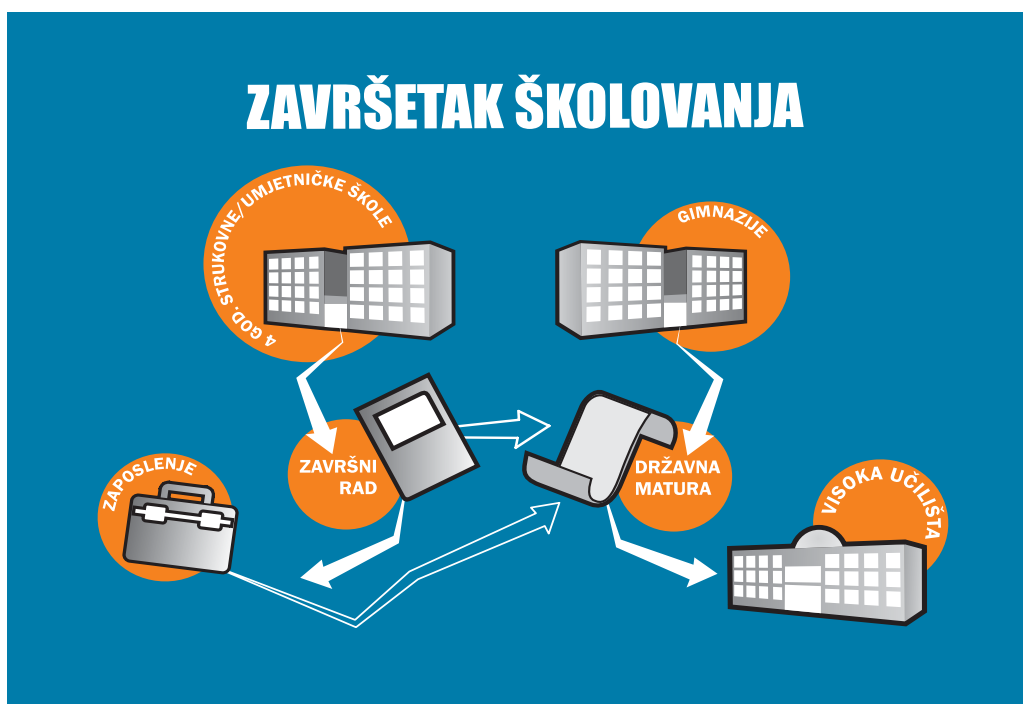 ZAVRŠETAK ŠKOLOVANJA
4 GOD. STRUKOVNE/UMJETNIČKE ŠKOLE
GIMNAZIJE
ZAVRŠNI
RAD
DRŽAVNA
MATURA
ZAPOSLENJE
VISOKA UČILIŠTA